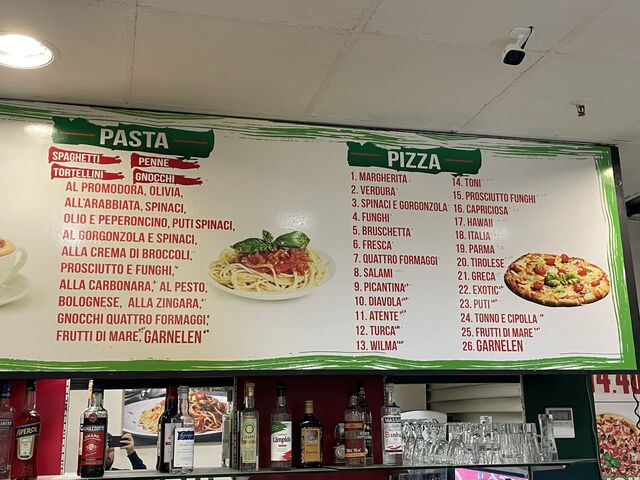 PASTA
SPAGHETTI PENNE
TORTELLINI GNOCCHI
AL PROMODORA, OLIVIA,
ALL'ARABBIATA, SPINACI,
OLIO E PEPERONCINO, PUTI SPINACI,
AL GORGONZOLA E SPINACI,
ALLA CREMA DI BROCCOLI,
PROSCIUTTO E FUNGHI,
ALLA CARBONARA, AL PESTO,
BOLOGNESE, ALLA ZINGARA,
GNOCCHI QUATTRO FORMAGGI,
FRUTTI DI MARE, GARNELEN
PIZZA
1. MARGHERITA
2. VERDURA
3. SPINACI E GORGONZOLA
4. FUNGHI
5. BRUSCHETTA
6. FRESCA
7. QUATTRO FORMAGGI
8. SALAMI
9. PICANTINA
10. DIAVOLA
11. ATENTE
12. TURCA
13. WILMA
14. TONI
15. PROSCIUTTO FUNGHI
16. CAPRICIOSA
17. HAWAII
18. ITALIA
19. PARMA
20. TIROLESE
21. GRECA
22. EXOTIC
23. PUTI
24. TONNO E CIPOLLA
25. FRUTTI DI MARE
26. GARNELEN
APEROL
RAMAZZOTTI
Limpido